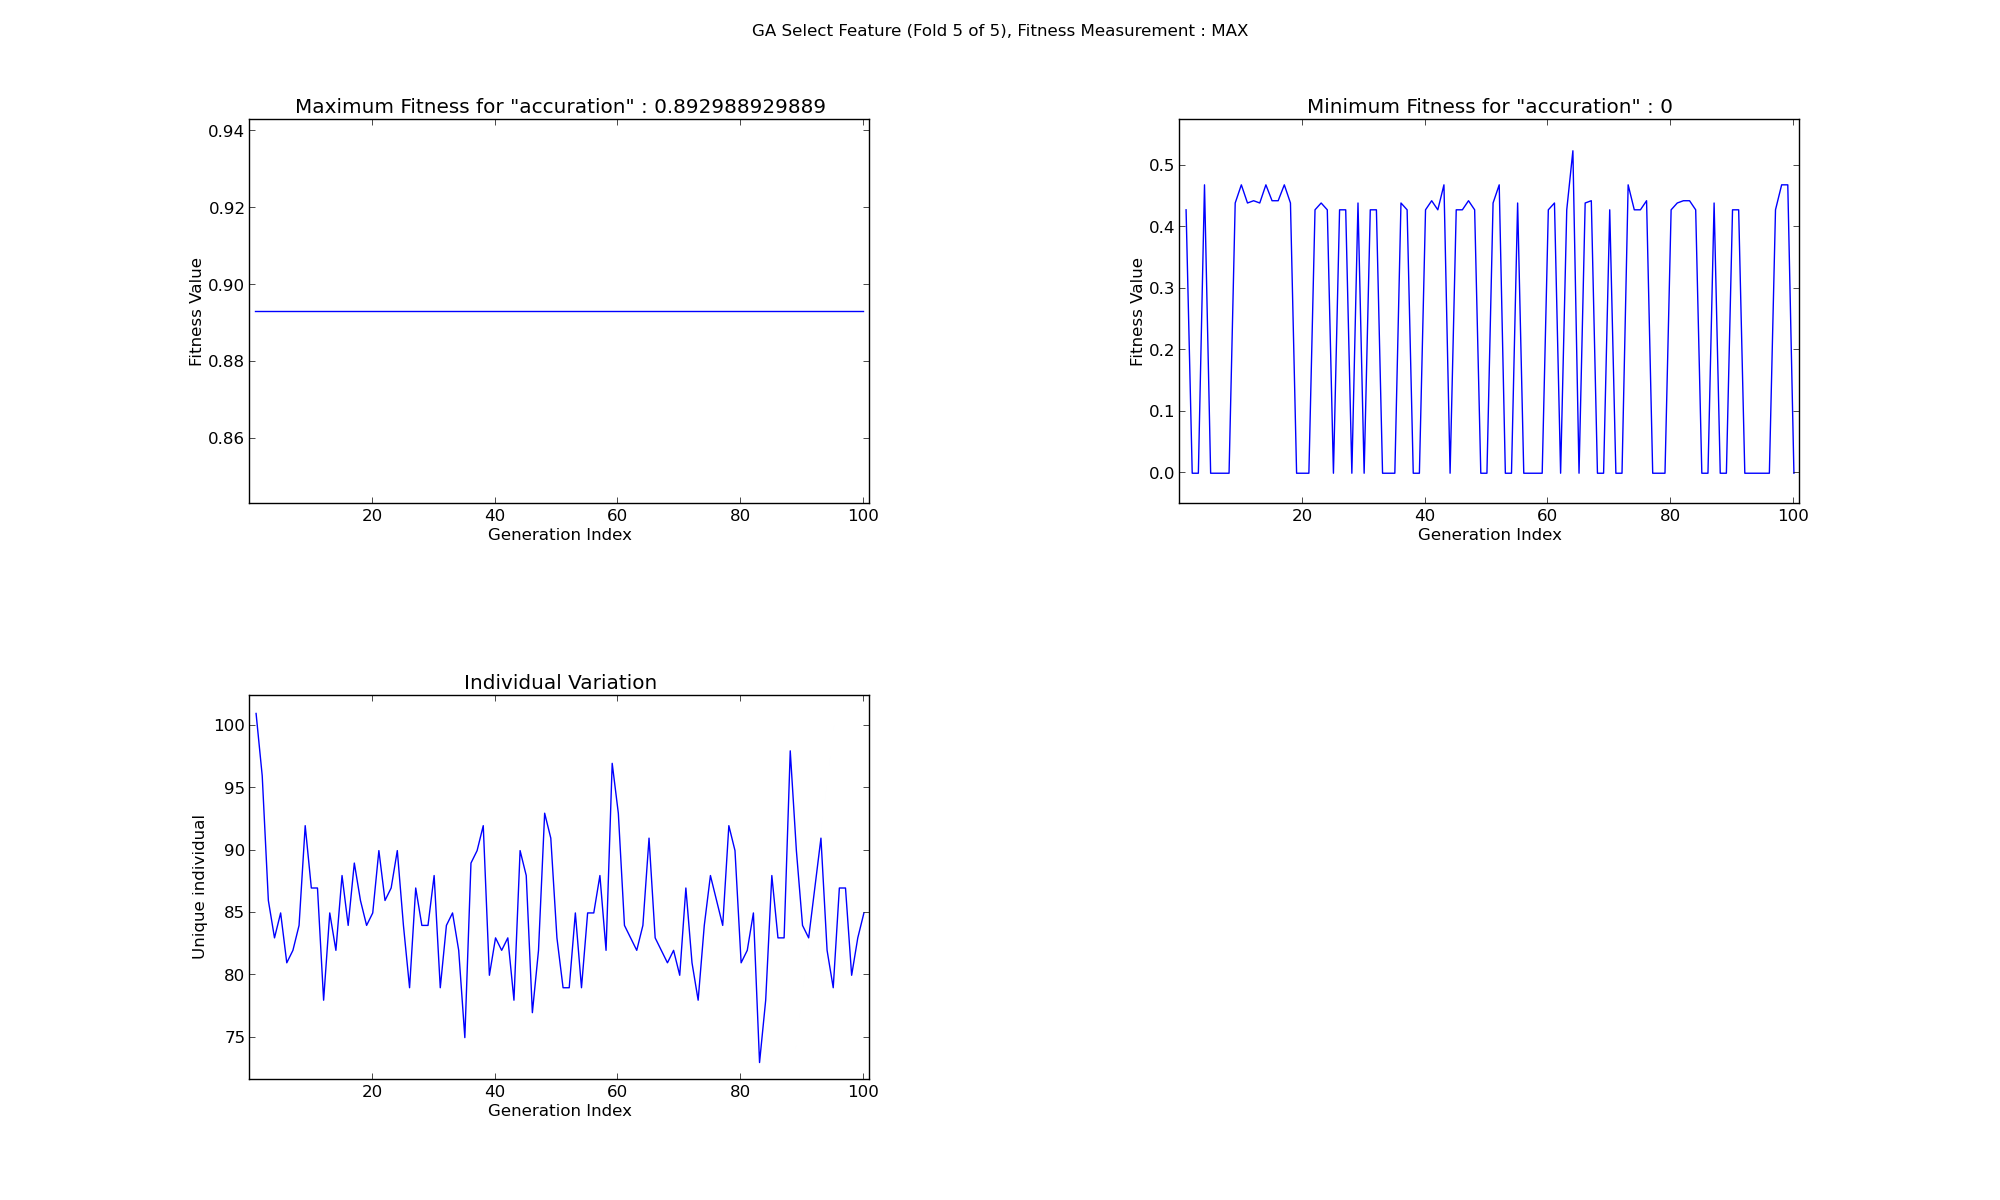 GA Select Feature (Fold 5 of 5), Fitness Measurement : MAX
Maximum Fitness for "accuration" : 0.892988929889
0.94
0.92
0.90
0.88
0.86
Fitness Value
20 40 60 80 100
Generation Index
Minimum Fitness for "accuration" : 0
0.5
0.4
0.3
0.2
0.1
0.0
Fitness Value
20 40 60 80 100
Generation Index
Individual Variation
100
95
90
85
80
75
Unique individual
20 40 60 80 100
Generation Index